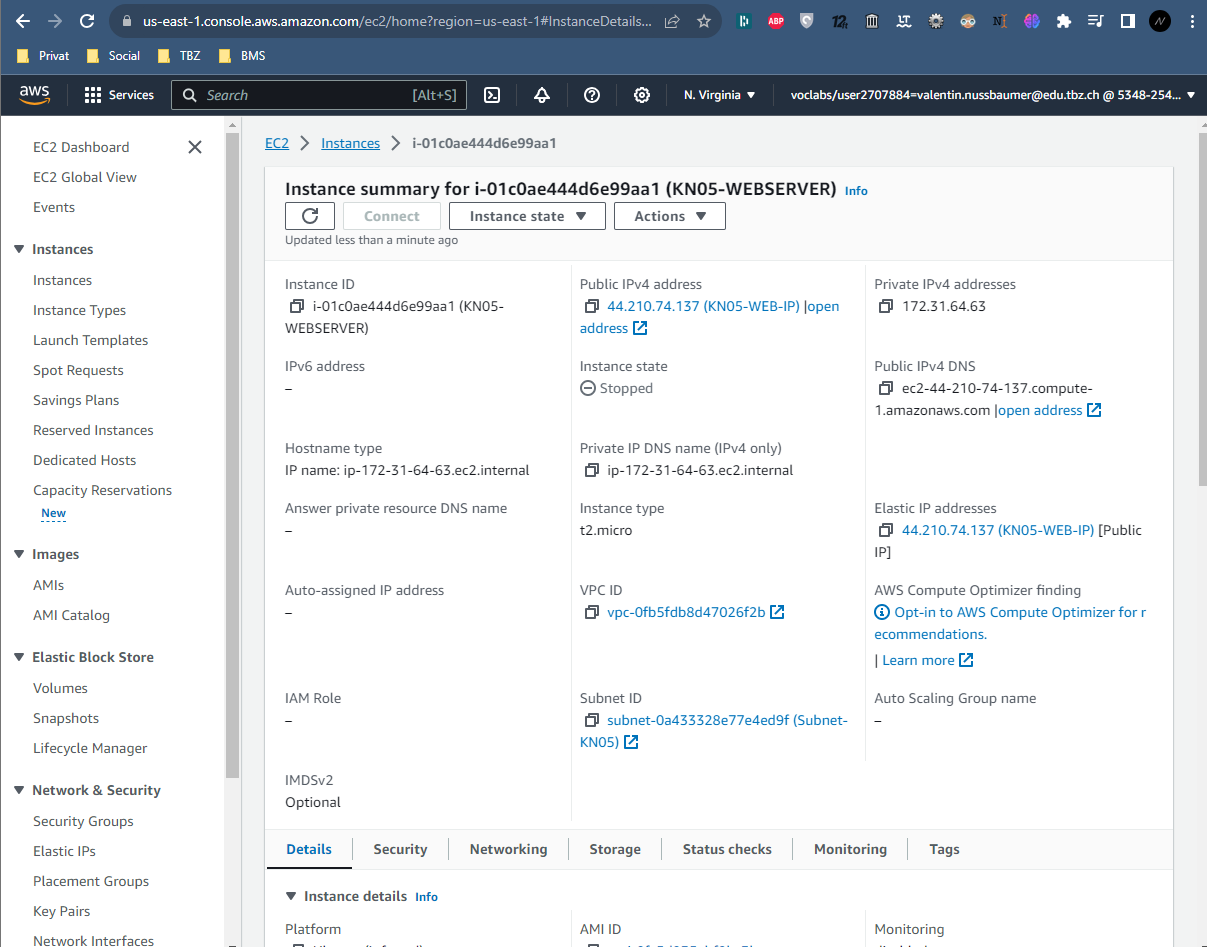 us-east-1.console.aws.amazon.com/ec2/home?region=us-east-1#InstanceDetails...
ABP
Privat
Social
TBZ
BMS
aws
Services
Search
[Alt+S]
N. Virginia
voclabs/user2707884=valentin.nussbaumer@edu.tbz.ch @ 5348-254...
EC2 Dashboard
EC2 Global View
Events
Instances
Instances
Instance Types
Launch Templates
Spot Requests
Savings Plans
Reserved Instances
Dedicated Hosts
Capacity Reservations
New
Images
AMIs
AMI Catalog
Elastic Block Store
Volumes
Snapshots
Lifecycle Manager
Network & Security
Security Groups
Elastic IPs
Placement Groups
Key Pairs
Network Interfaces
EC2
Instances
i-01c0ae444d6e99aa1
Instance summary for i-01c0ae444d6e99aa1 (KN05-WEBSERVER) Info
Connect
Instance state
Actions
Updated less than a minute ago
Instance ID
i-01c0ae444d6e99aa1 (KN05-
WEBSERVER)
Public IPv4 address
44.210.74.137 (KN05-WEB-IP) |open
address
Private IPv4 addresses
172.31.64.63
IPv6 address
–
Instance state
Stopped
Public IPv4 DNS
ec2-44-210-74-137.compute-
1.amazonaws.com |open address
Hostname type
IP name: ip-172-31-64-63.ec2.internal
Private IP DNS name (IPv4 only)
ip-172-31-64-63.ec2.internal
Answer private resource DNS name
–
Instance type
t2.micro
Elastic IP addresses
44.210.74.137 (KN05-WEB-IP) [Public
IP]
Auto-assigned IP address
–
VPC ID
vpc-0fb5fdb8d47026f2b
AWS Compute Optimizer finding
Opt-in to AWS Compute Optimizer for r
ecommendations.
| Learn more
IAM Role
–
Subnet ID
subnet-0a433328e77e4ed9f (Subnet-
KN05)
Auto Scaling Group name
–
IMDSv2
Optional
Details
Security
Networking
Storage
Status checks
Monitoring
Tags
Instance details Info
Platform
AMI ID
Monitoring